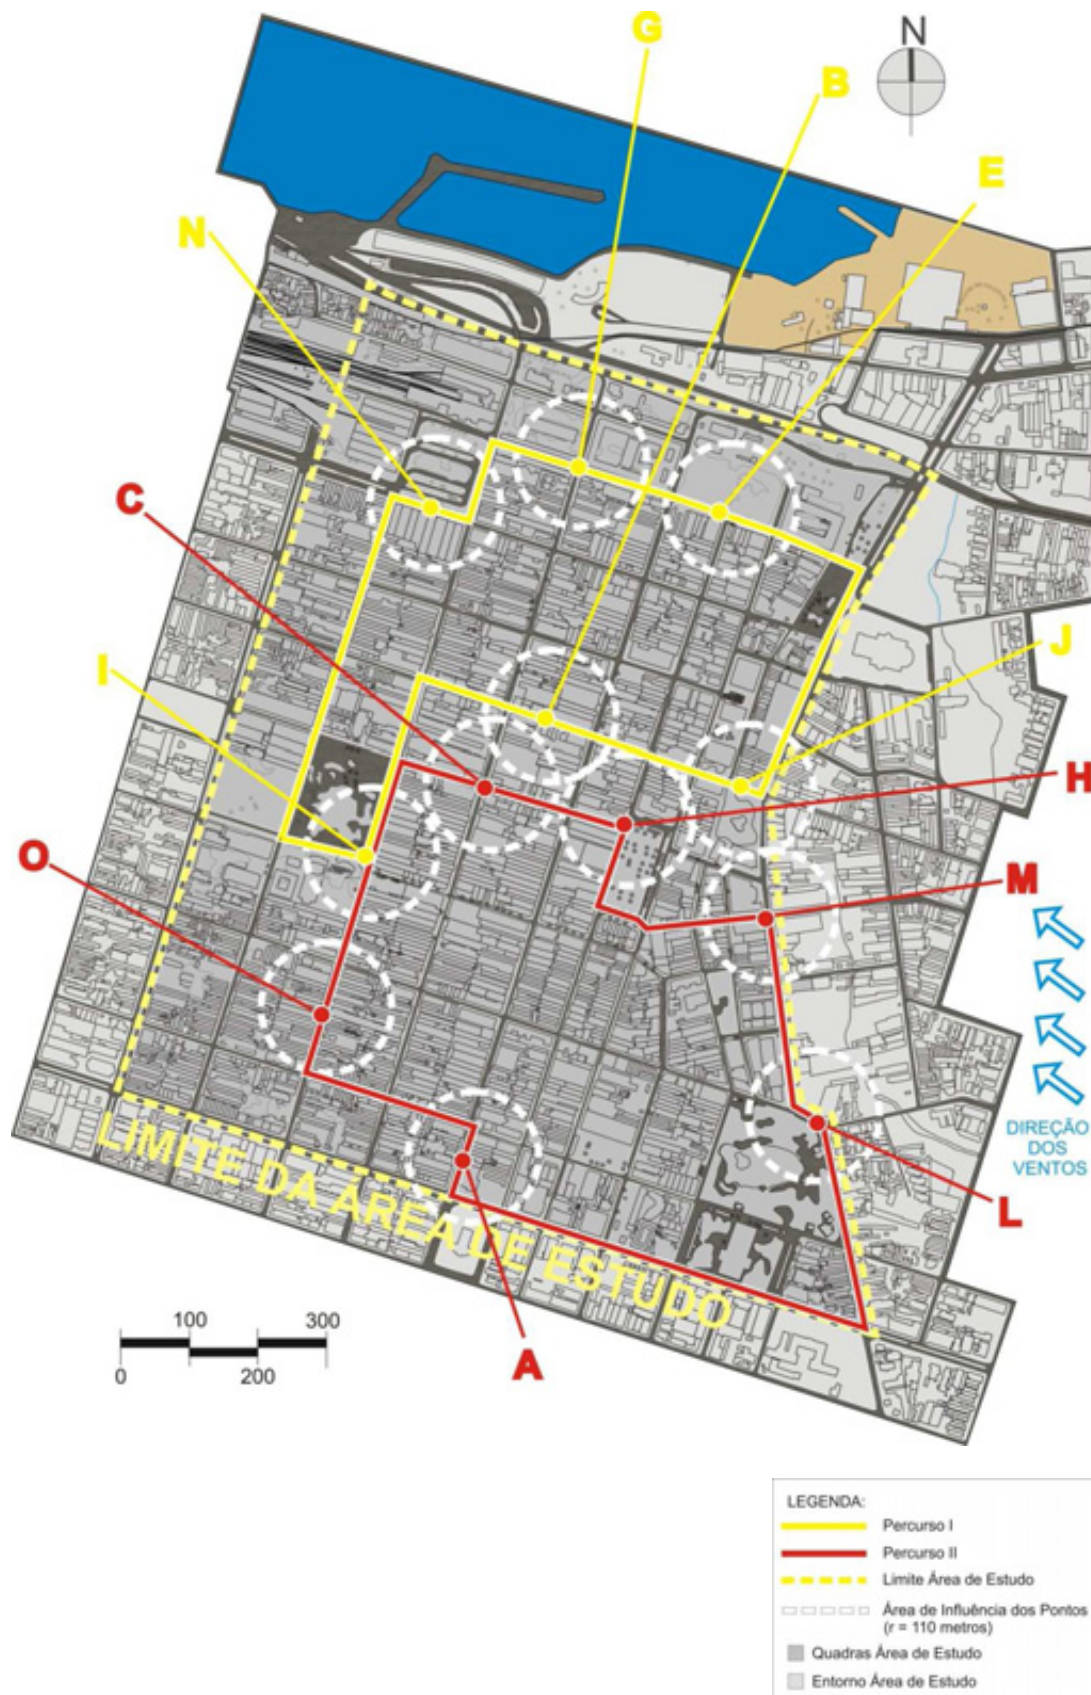 G
N
B
E
N
C
J
I
H
O
M
DIREÇÃO
DOS
VENTOS
LIMITE DA ÁREA DE ESTUDO
L
A
100 300
0 200
LEGENDA:
Percurso I
Percurso II
Limite Área de Estudo
Área de Influência dos Pontos
(r = 110 metros)
Quadras Área de Estudo
Entorno Área de Estudo